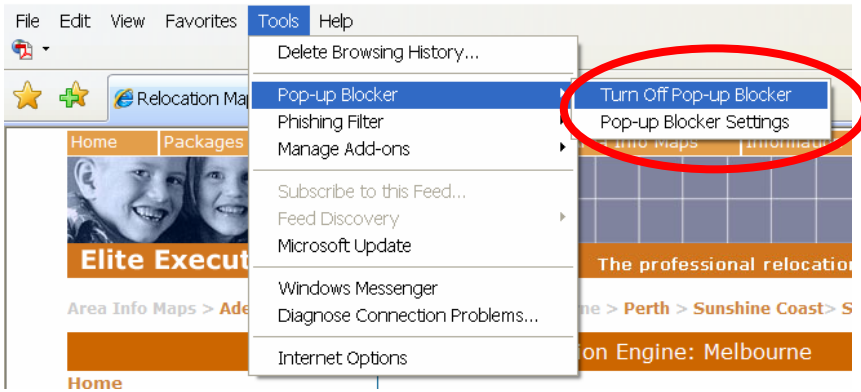 File Edit View Favorites Tools Help
Delete Browsing History...
Relocation Ma
Pop-up Blocker
Turn Off Pop-up Blocker
Phishing Filter
Pop-up Blocker Settings
Home Packages
Info Maps
Manage Add-ons
Subscribe to this Feed...
Feed Discovery
Microsoft Update
Elite Execut
The professional relocation
Windows Messenger
Area Info Maps > Ade
ne > Perth > Sunshine Coast> S
Diagnose Connection Problems...
ion Engine: Melbourne
Internet Options
Home